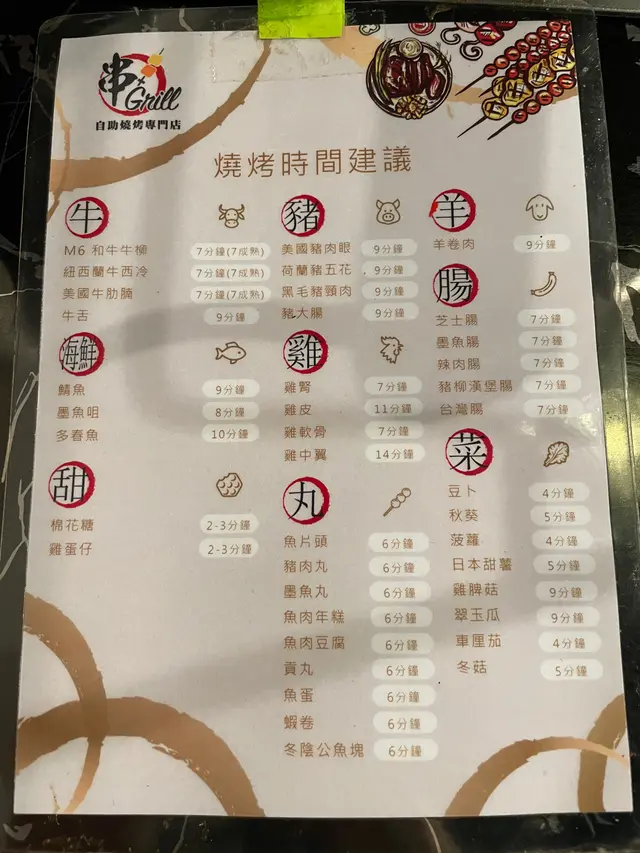 串
Grill
自助燒烤專門店
燒烤時間建議
牛
M6 和牛牛柳 7分鐘(7成熟)
紐西蘭牛西冷 7分鐘(7成熟)
美國牛肋腩 7分鐘(7成熟)
牛舌 9分鐘
海鮮
鯖魚 9分鐘
墨魚咀 8分鐘
多春魚 10分鐘
甜
棉花糖 2-3分鐘
雞蛋仔 2-3分鐘
豬
美國豬肉眼 9分鐘
荷蘭豬五花 9分鐘
黑毛豬頸肉 9分鐘
豬大腸 9分鐘
雞
雞腎 7分鐘
雞皮 11分鐘
雞軟骨 7分鐘
雞中翼 14分鐘
丸
魚片頭 6分鐘
豬肉丸 6分鐘
墨魚丸 6分鐘
魚肉年糕 6分鐘
魚肉豆腐 6分鐘
貢丸 6分鐘
魚蛋 6分鐘
蝦卷 6分鐘
冬陰公魚塊 6分鐘
羊
羊卷肉 9分鐘
腸
芝士腸 7分鐘
墨魚腸 7分鐘
辣肉腸 7分鐘
豬柳漢堡腸 7分鐘
台灣腸 7分鐘
菜
豆卜 4分鐘
秋葵 5分鐘
菠蘿 4分鐘
日本甜薯 5分鐘
雞脾菇 9分鐘
翠玉瓜 9分鐘
車厘茄 4分鐘
冬菇 5分鐘